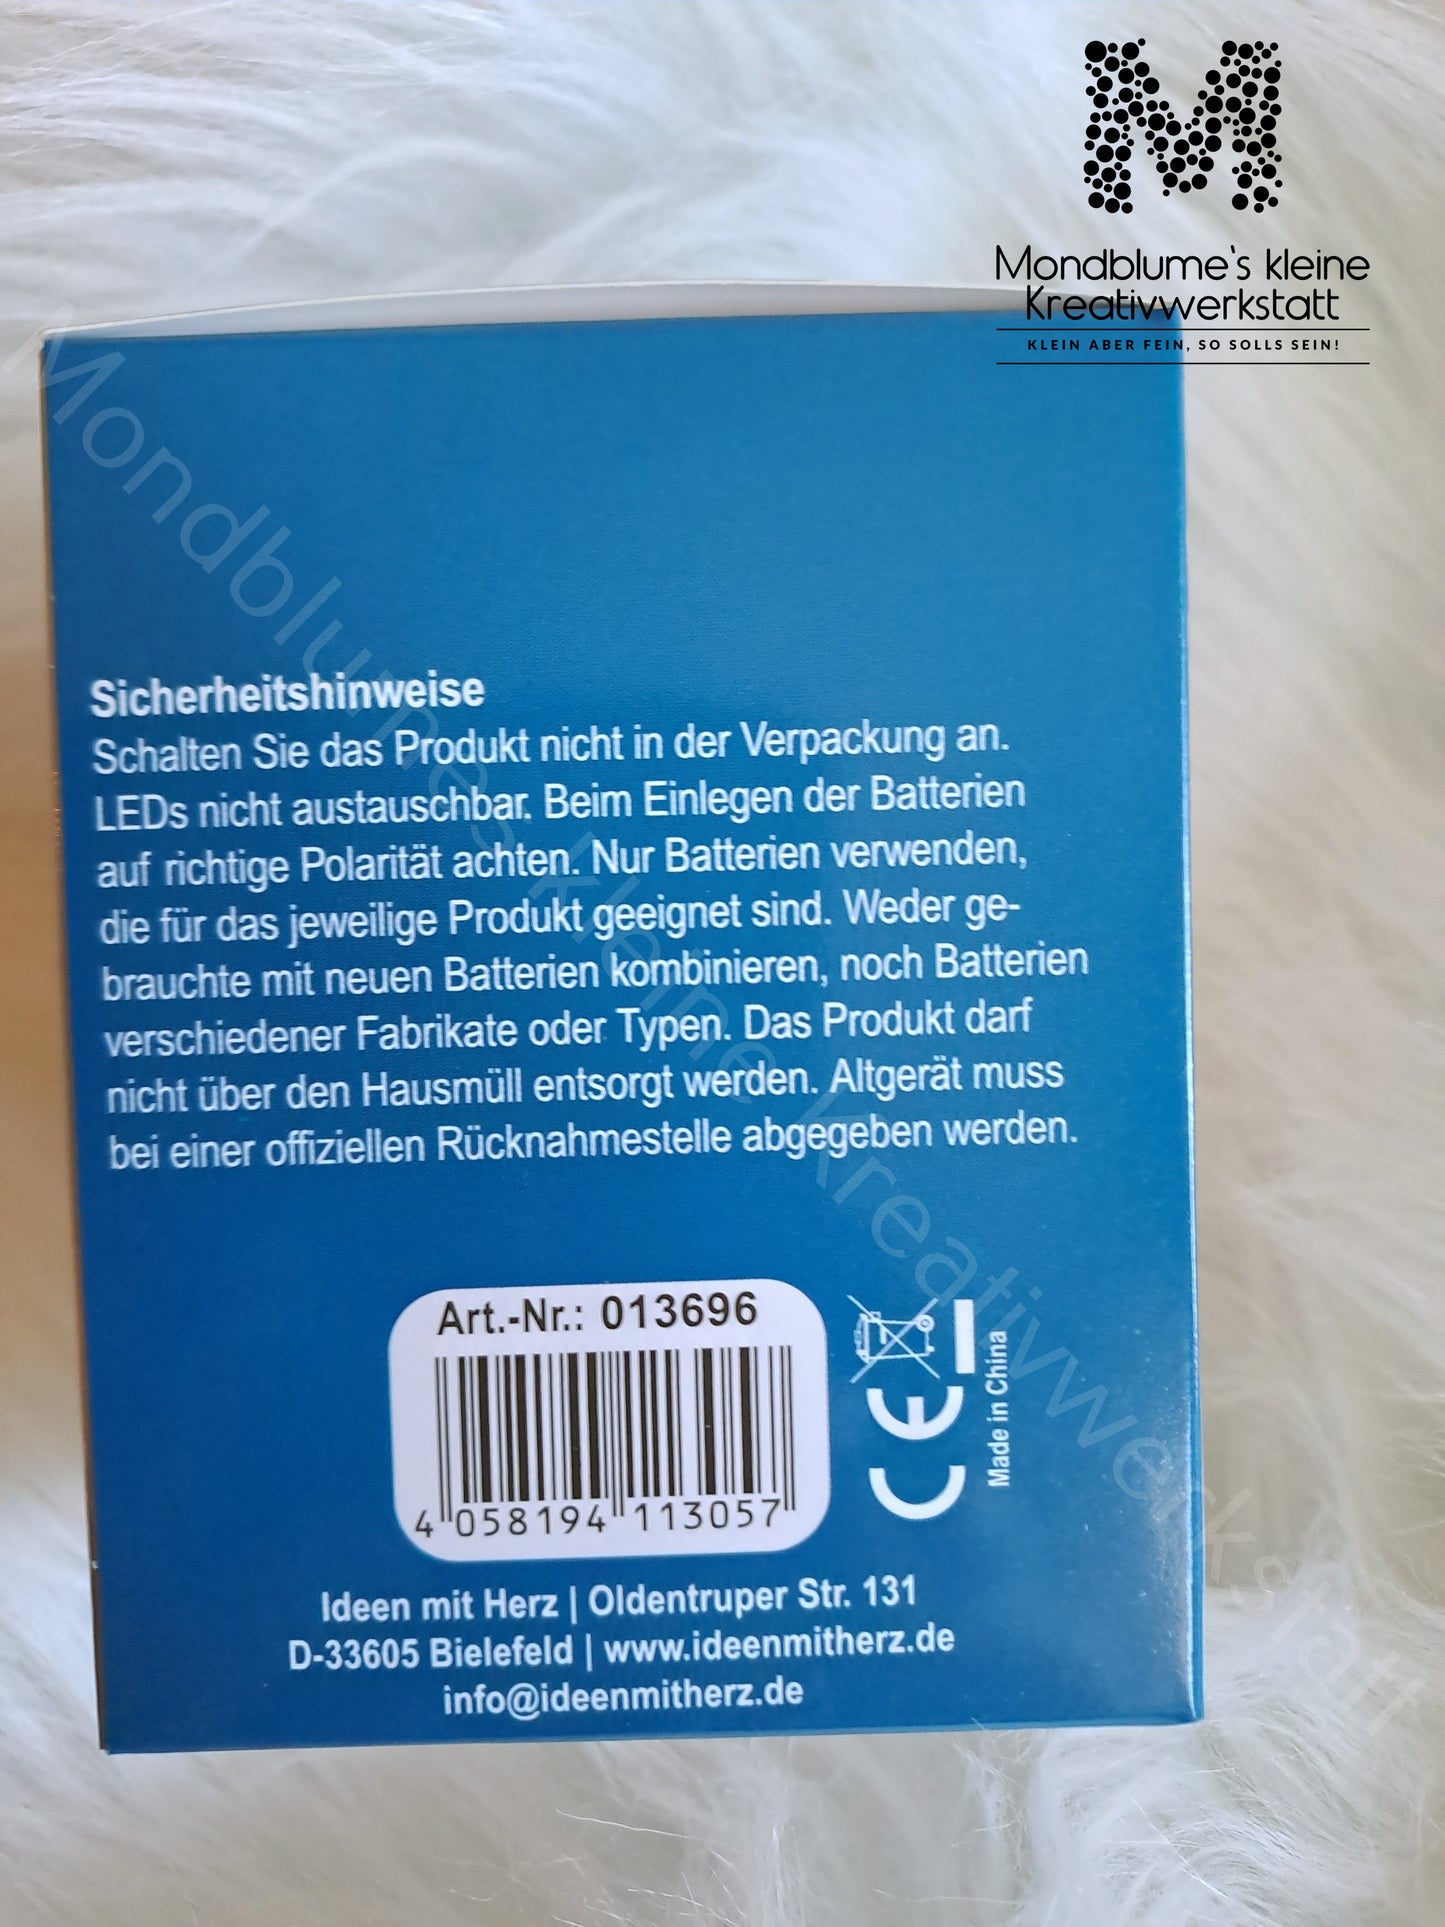 Mondblume's kleine
Kreativwerkstatt
KLEIN ABER FEIN, SO SOLLS SEIN!
Sicherheitshinweise
Schalten Sie das Produkt nicht in der Verpackung an.
LEDs nicht austauschbar. Beim Einlegen der Batterien
auf richtige Polarität achten. Nur Batterien verwenden,
die für das jeweilige Produkt geeignet sind. Weder ge-
brauchte mit neuen Batterien kombinieren, noch Batterien
verschiedener Fabrikate oder Typen. Das Produkt darf
nicht über den Hausmüll entsorgt werden. Altgerät muss
bei einer offiziellen Rücknahmestelle abgegeben werden.
Art.-Nr.: 013696
4 058194 113057
CE
Made in China
Ideen mit Herz | Oldentruper Str. 131
D-33605 Bielefeld | www.ideenmitherz.de
info@ideenmitherz.de
Mondblumes kleine Kreativwerkstatt